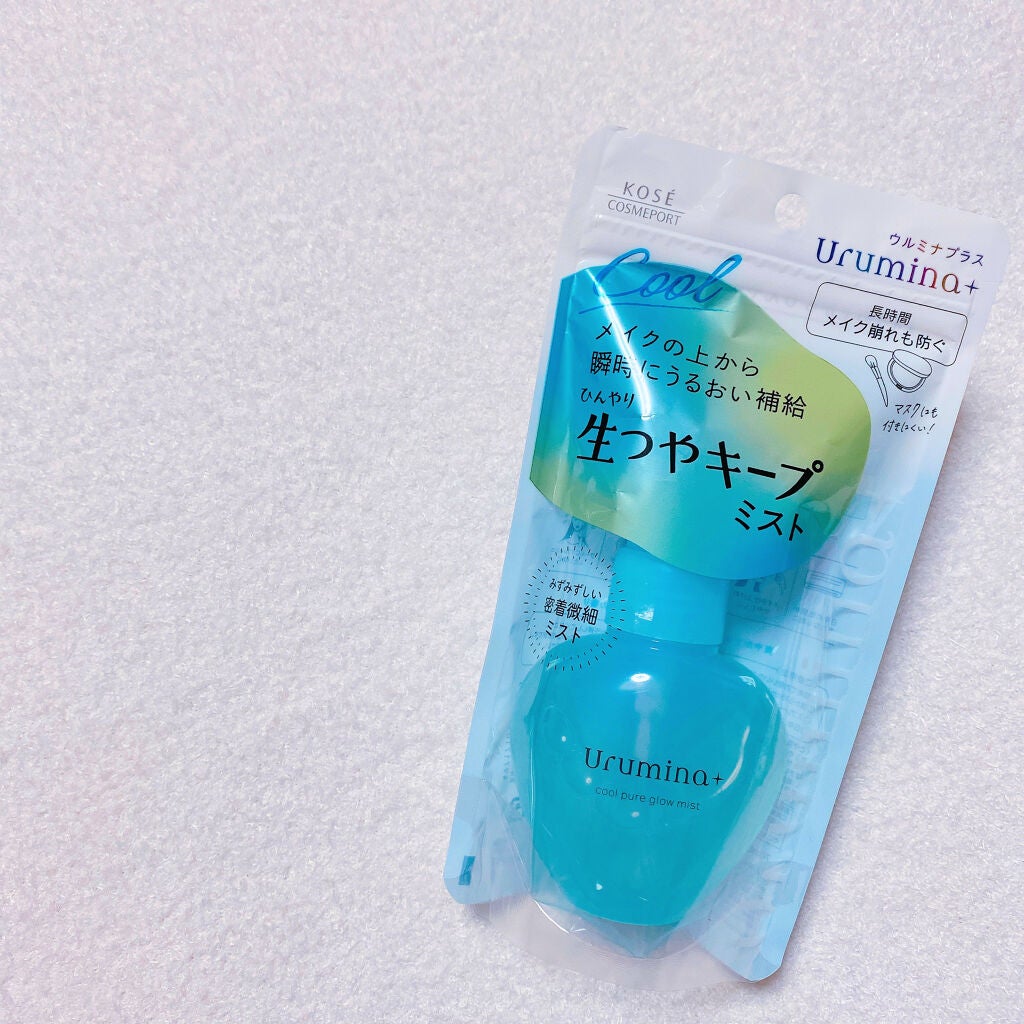 KOSÉ
COSMEPORT
ウルミナプラス
Urumina+
Cool
長時間
メイク崩れも防ぐ
マスクにも
付きにくい!
メイクの上から
瞬時にうるおい補給
ひんやり
生つやキープ
ミスト
みずみずしい
密着微細
ミスト
Urumina+
cool pure glow mist